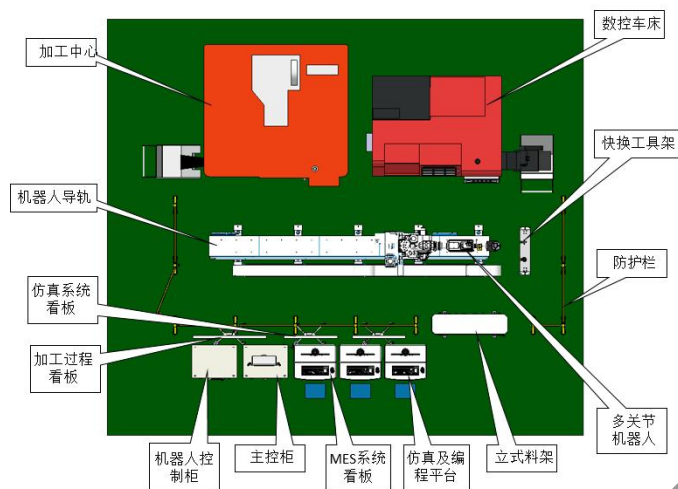 加工中心
数控车床
快换工具架
机器人导轨
防护栏
仿真系统
看板
加工过程
看板
多关节
机器人
机器人控
制柜
主控柜
MES系统
看板
仿真及编
程平台
立式料架